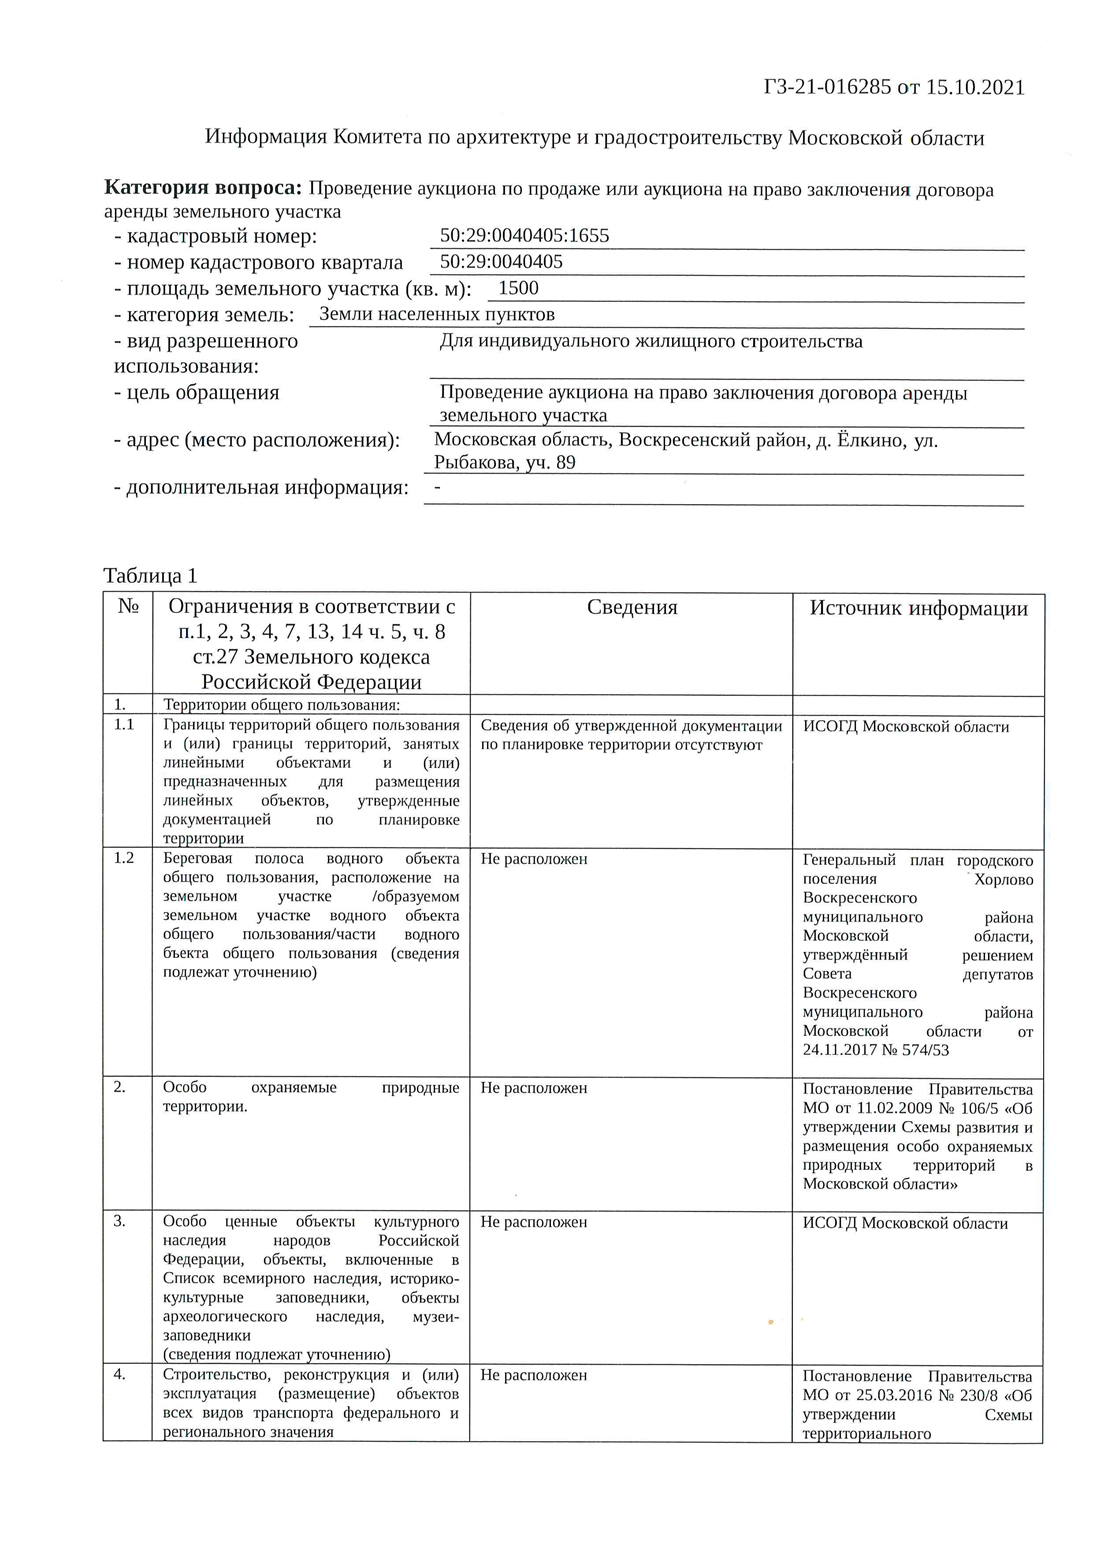 ГЗ-21-016285 от 15.10.2021
Информация Комитета по архитектуре и градостроительству Московской области
Категория вопроса: Проведение аукциона по продаже или аукциона на право заключения договора
аренды земельного участка
- кадастровый номер: 50:29:0040405:1655
- номер кадастрового квартала 50:29:0040405
- площадь земельного участка (кв. м): 1500
- категория земель: Земли населенных пунктов
- вид разрешенного Для индивидуального жилищного строительства
использования:
- цель обращения Проведение аукциона на право заключения договора аренды
земельного участка
- адрес (место расположения): Московская область, Воскресенский район, д. Ёлкино, ул.
Рыбакова, уч. 89
- дополнительная информация: -
Таблица 1
№
Ограничения в соответствии с
п.1, 2, 3, 4, 7, 13, 14 ч. 5, ч. 8
ст.27 Земельного кодекса
Российской Федерации
Сведения
Источник информации
1.
Территории общего пользования:
1.1
Границы территорий общего пользования
и (или) границы территорий, занятых
линейными объектами и (или)
предназначенных для размещения
линейных объектов, утвержденные
документацией по планировке
территории
Сведения об утвержденной документации
по планировке территории отсутствуют
ИСОГД Московской области
1.2
Береговая полоса водного объекта
общего пользования, расположение на
земельном участке /образуемом
земельном участке водного объекта
общего пользования/части водного
бъекта общего пользования (сведения
подлежат уточнению)
Не расположен
Генеральный план городского
поселения Хорлово
Воскресенского
муниципального района
Московской области,
утверждённый решением
Совета депутатов
Воскресенского
муниципального района
Московской области от
24.11.2017 № 574/53
2.
Особо охраняемые природные
территории.
Не расположен
Постановление Правительства
МО от 11.02.2009 № 106/5 «Об
утверждении Схемы развития и
размещения особо охраняемых
природных территорий в
Московской области»
3.
Особо ценные объекты культурного
наследия народов Российской
Федерации, объекты, включенные в
Список всемирного наследия, историко-
культурные заповедники, объекты
археологического наследия, музеи-
заповедники
(сведения подлежат уточнению)
Не расположен
ИСОГД Московской области
4.
Строительство, реконструкция и (или)
эксплуатация (размещение) объектов
всех видов транспорта федерального и
регионального значения
Не расположен
Постановление Правительства
МО от 25.03.2016 № 230/8 «Об
утверждении Схемы
территориального